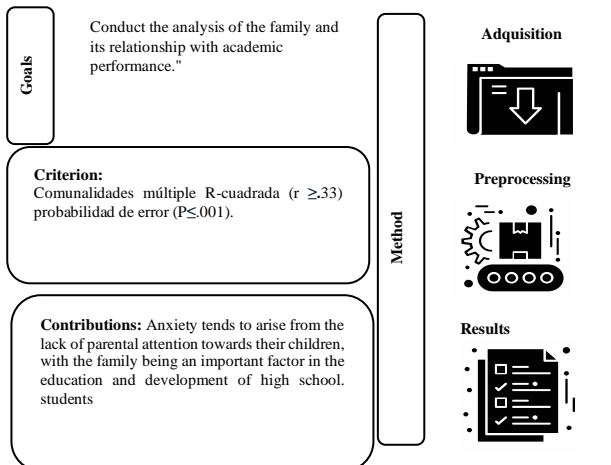 Goals
Conduct the analysis of the family and
its relationship with academic
performance."
Criterion:
Comunalidades múltiple R-cuadrada (r ≥.33)
probabilidad de error (P≤.001).
Contributions: Anxiety tends to arise from the
lack of parental attention towards their children,
with the family being an important factor in the
education and development of high school.
students
Method
Adquisition
Preprocessing
Results